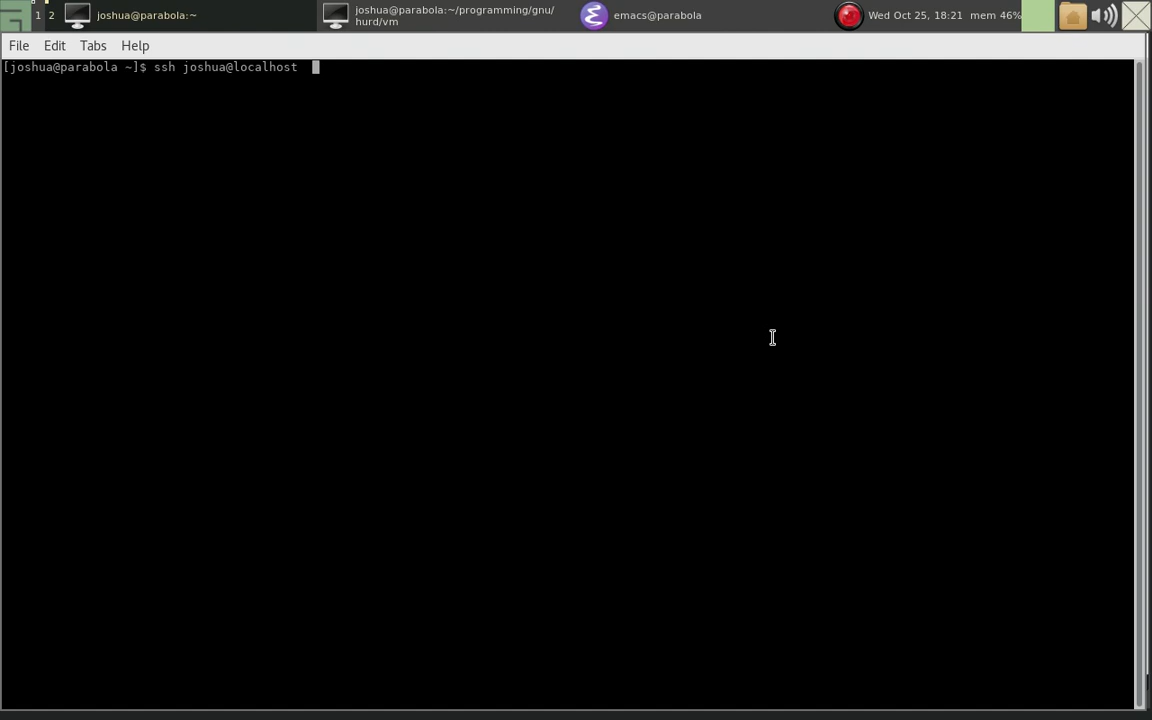 1 2 joshua@parabola:~ joshua@parabola:~/programming/gnu/
hurd/vm
emacs@parabola Wed Oct 25, 18:21 mem 46%
File Edit Tabs Help
[joshua@parabola ~]$ ssh joshua@localhost